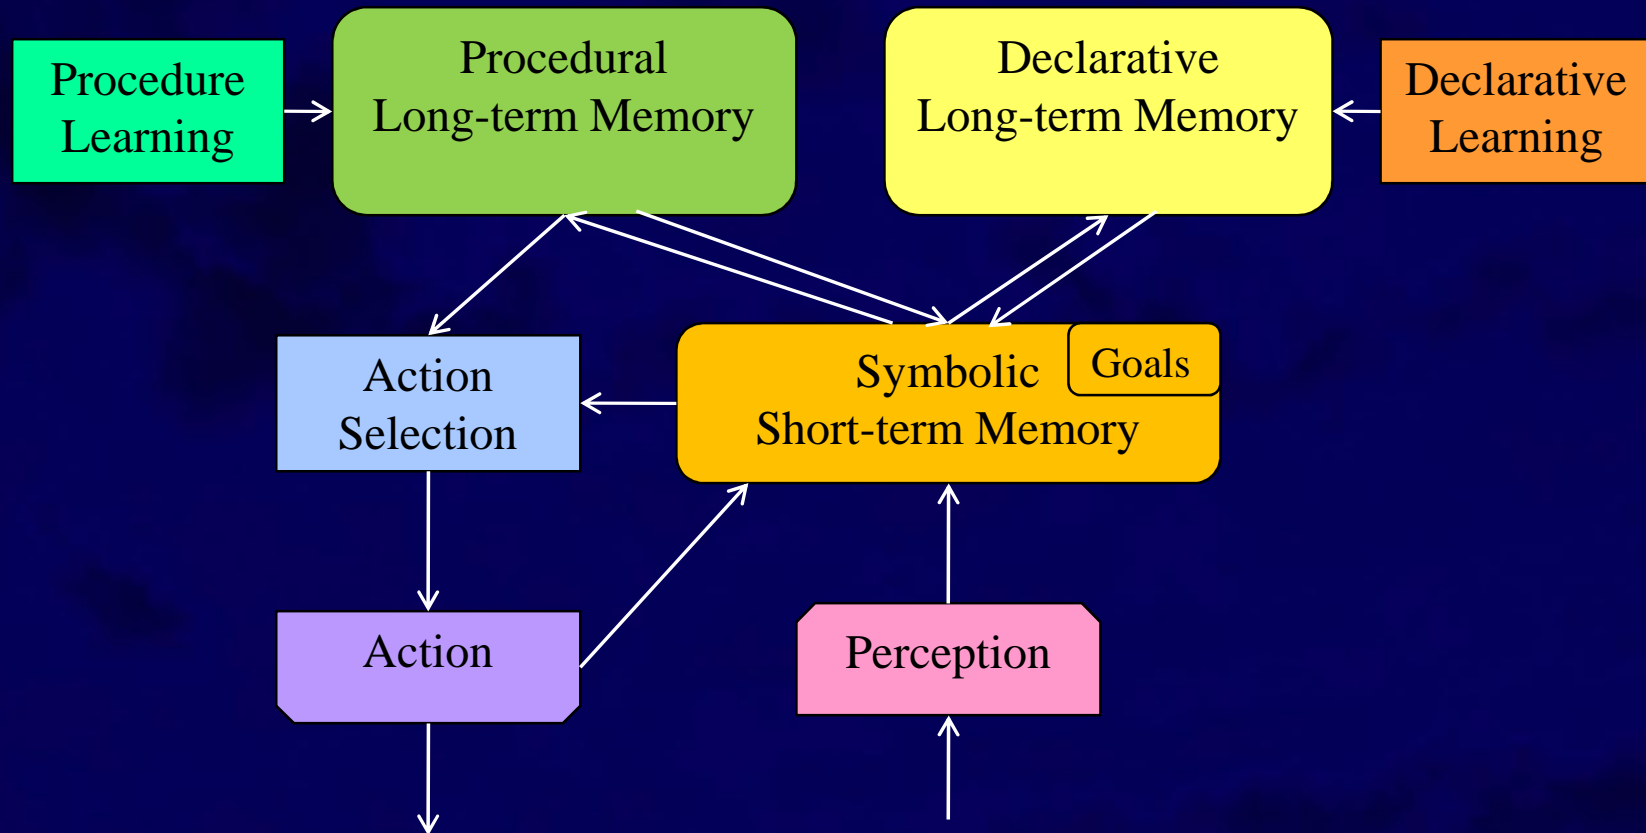 Procedure
Learning
Procedural
Long-term Memory
Declarative
Long-term Memory
Declarative
Learning
Action
Selection
Symbolic
Short-term Memory
Goals
Action
Perception